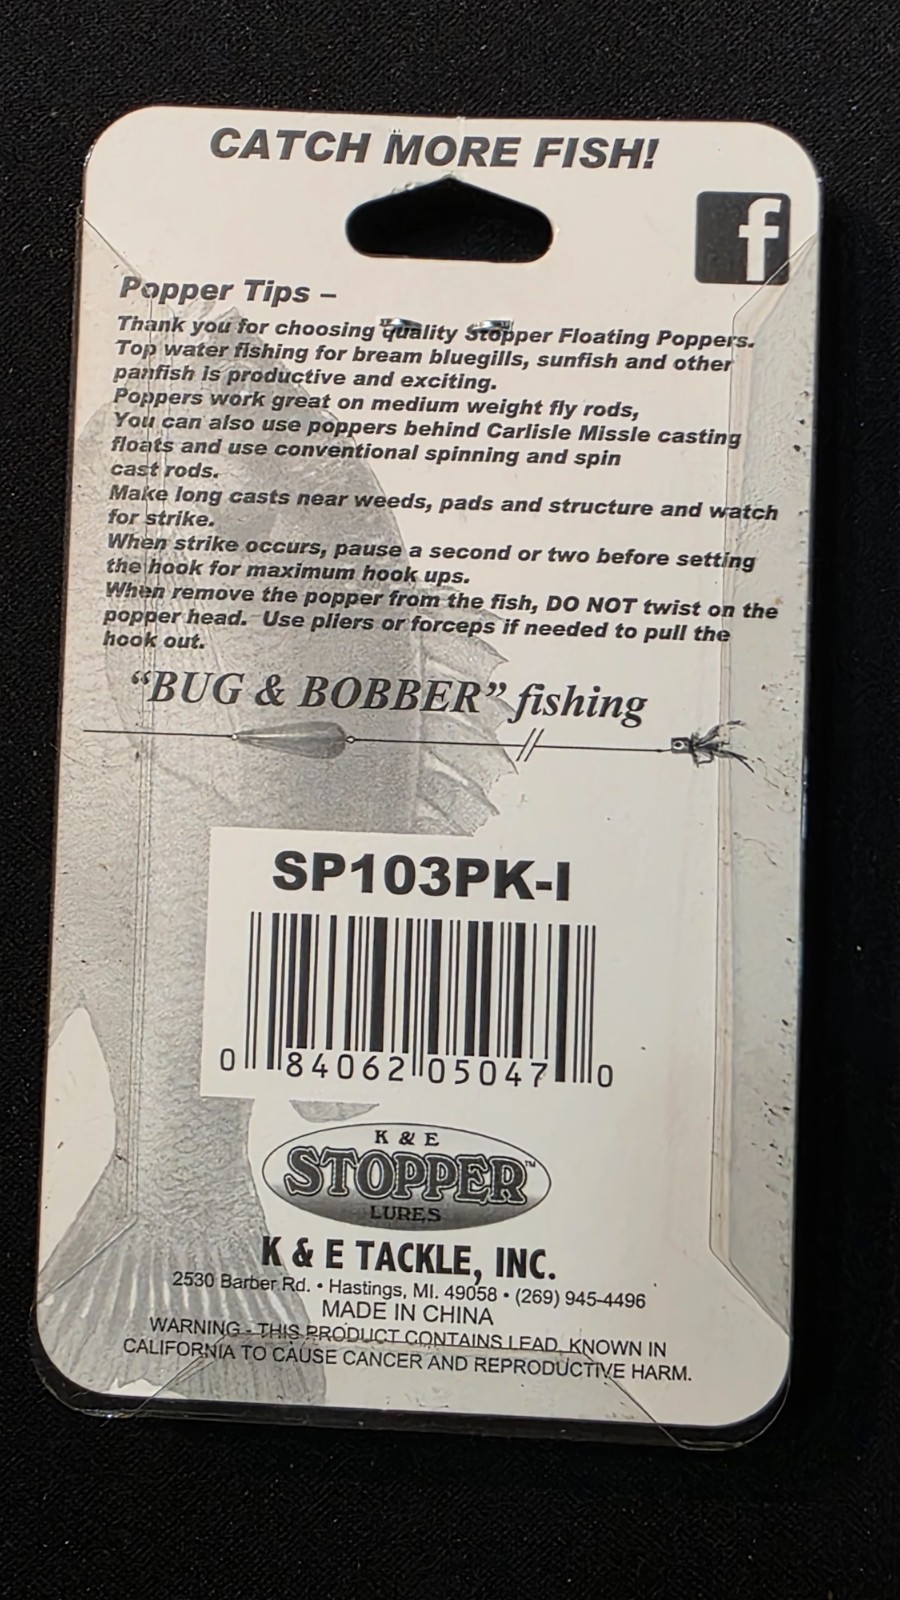 CATCH MORE FISH!
f
Popper Tips –
Thank you for choosing quality Stopper Floating Poppers.
Top water fishing for bream bluegills, sunfish and other
panfish is productive and exciting.
Poppers work great on medium weight fly rods,
You can also use poppers behind Carlisle Missle casting
floats and use conventional spinning and spin
cast rods.
Make long casts near weeds, pads and structure and watch
for strike.
When strike occurs, pause a second or two before setting
the hook for maximum hook ups.
When remove the popper from the fish, DO NOT twist on the
popper head. Use pliers or forceps if needed to pull the
hook out.
“BUG & BOBBER” fishing
SP103PK-I
0 84062 05047 0
K & E
STOPPER™
LURES
K & E TACKLE, INC.
2530 Barber Rd. • Hastings, MI. 49058 • (269) 945-4496
MADE IN CHINA
WARNING - THIS PRODUCT CONTAINS LEAD, KNOWN IN
CALIFORNIA TO CAUSE CANCER AND REPRODUCTIVE HARM.